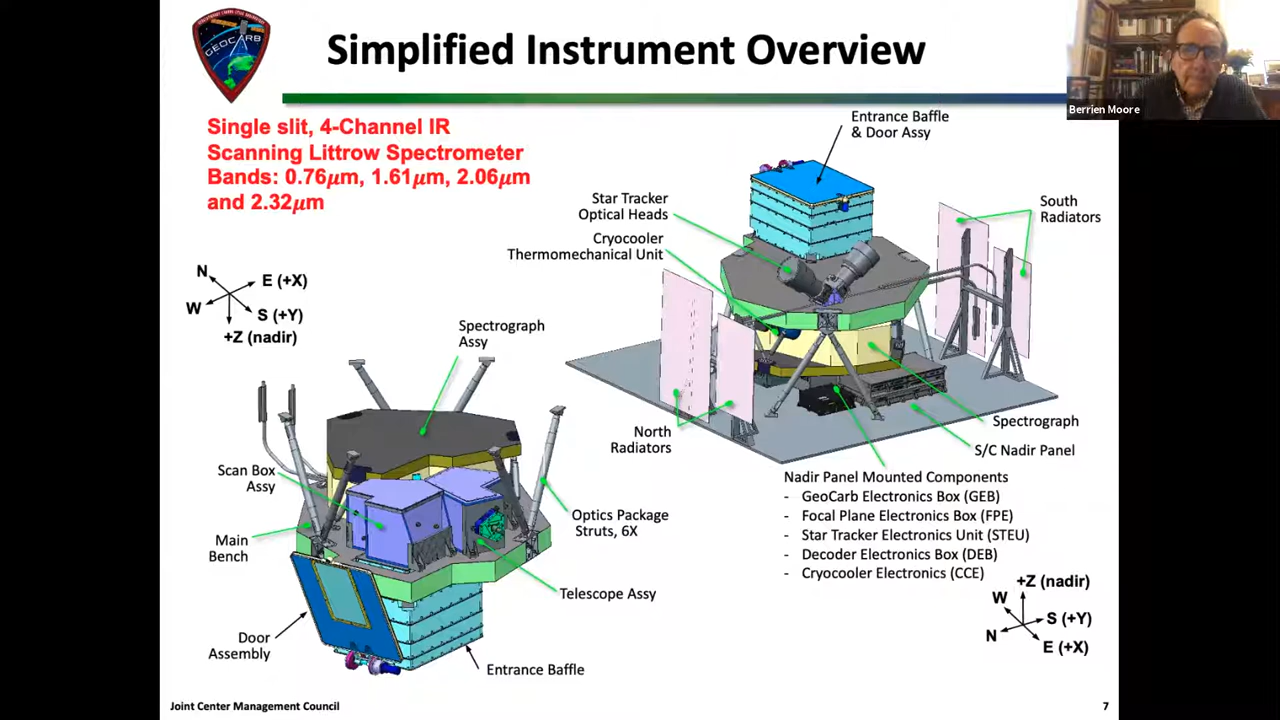 GEOCARB
Simplified Instrument Overview
Berrien Moore
Single slit, 4-Channel IR
Scanning Littrow Spectrometer
Bands: 0.76μm, 1.61μm, 2.06μm
and 2.32μm
Entrance Baffle
& Door Assy
Star Tracker
Optical Heads
Cryocooler
Thermomechanical Unit
South
Radiators
N
E (+X)
W
S (+Y)
+Z (nadir)
Spectrograph
Assy
North
Radiators
Spectrograph
S/C Nadir Panel
Scan Box
Assy
Main
Bench
Optics Package
Struts, 6X
Telescope Assy
Door
Assembly
Entrance Baffle
Nadir Panel Mounted Components
- GeoCarb Electronics Box (GEB)
- Focal Plane Electronics Box (FPE)
- Star Tracker Electronics Unit (STEU)
- Decoder Electronics Box (DEB)
- Cryocooler Electronics (CCE)
+Z (nadir)
W
S (+Y)
N
E (+X)
Joint Center Management Council
7